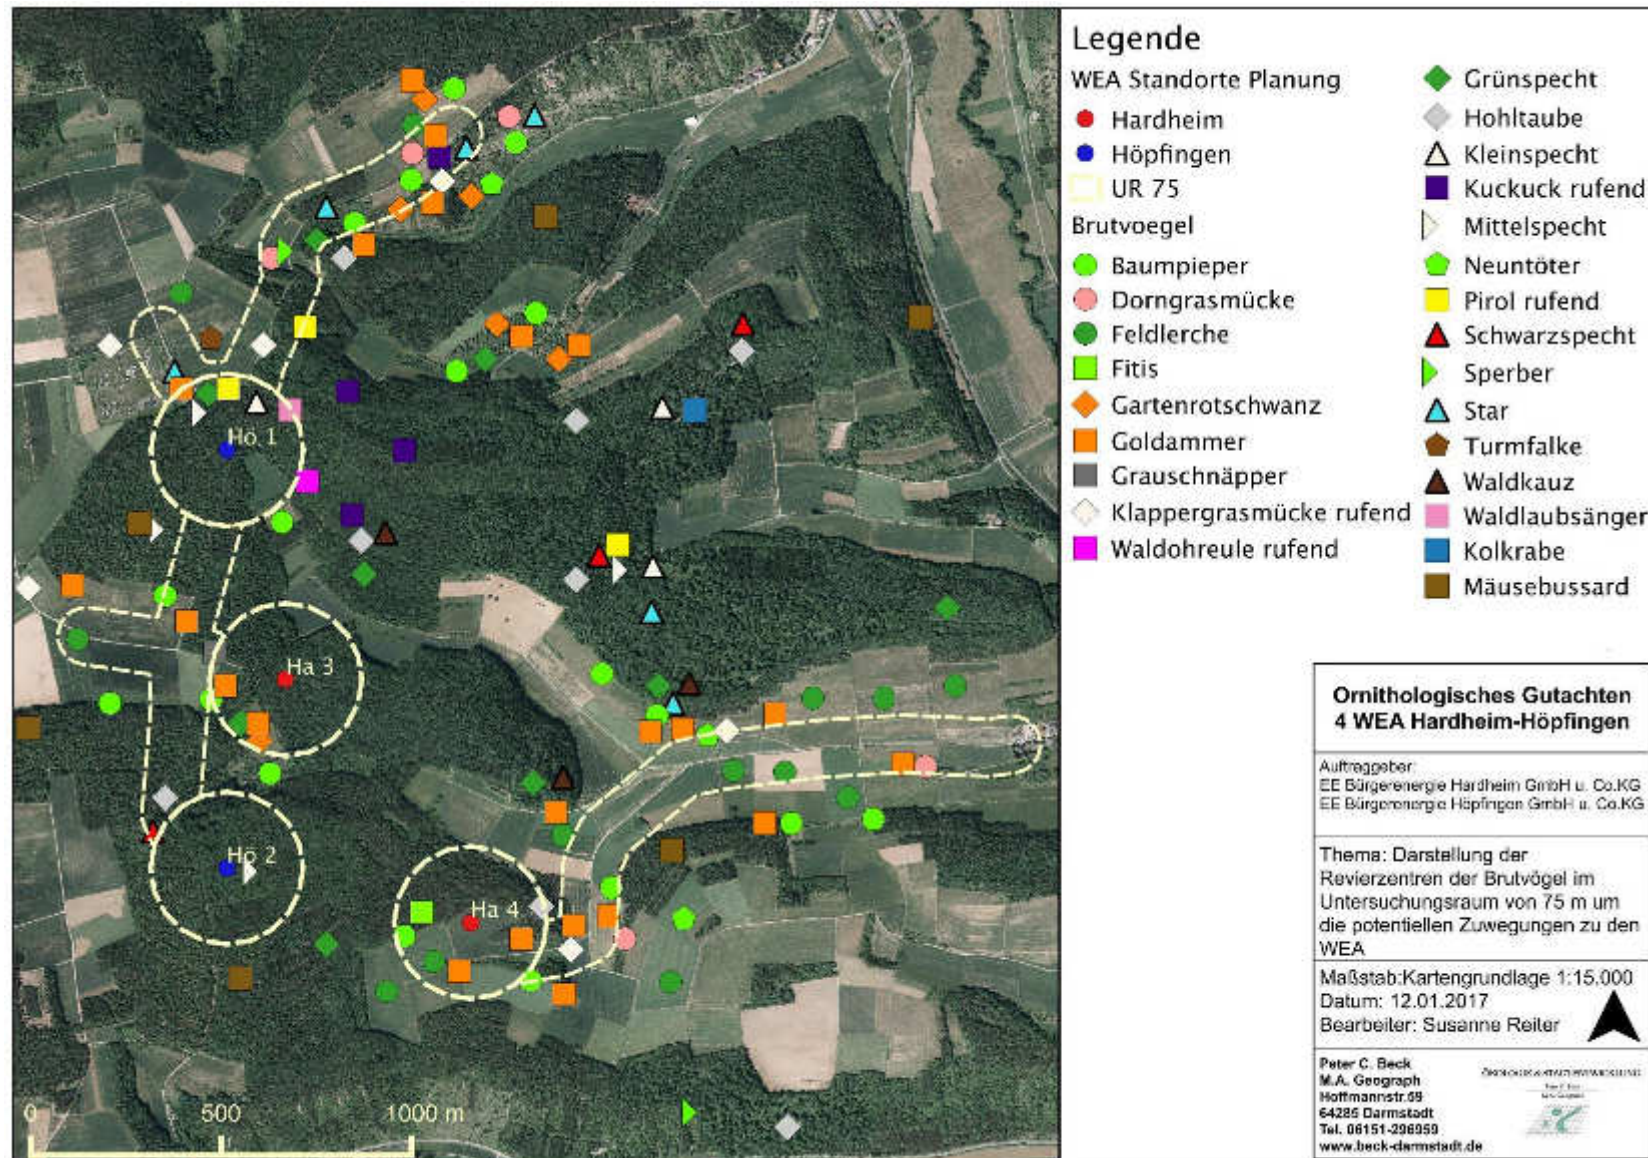 Legende
WEA Standorte Planung
Hardheim
Höpfingen
UR 75
Brutvoegel
Baumpieper
Dorngrasmücke
Feldlerche
Fitis
Gartenrotschwanz
Goldammer
Grauschnäpper
Klappergrasmücke rufend
Waldohreule rufend
Grünspecht
Hohltaube
Kleinspecht
Kuckuck rufend
Mittelspecht
Neuntöter
Pirol rufend
Schwarzspecht
Sperber
Star
Turmfalke
Waldkauz
Waldlaubsänger
Kolkrabe
Mäusebussard
Hö 1
Ha 3
Hö 2
Ha 4
0 500 1000 m
Ornithologisches Gutachten
4 WEA Hardheim-Höpfingen
Auftraggeber:
EE Bürgerenergie Hardheim GmbH u. Co.KG
EE Bürgerenergie Höpfingen GmbH u. Co.KG
Thema: Darstellung der
Revierzentren der Brutvögel im
Untersuchungsraum von 75 m um
die potentiellen Zuwegungen zu den
WEA
Maßstab:Kartengrundlage 1:15.000
Datum: 12.01.2017
Bearbeiter: Susanne Reiter
Peter C. Beck
M.A. Geograph
Hoffmannstr.59
64285 Darmstadt
Tel. 06151-296959
www.beck-darmstadt.de